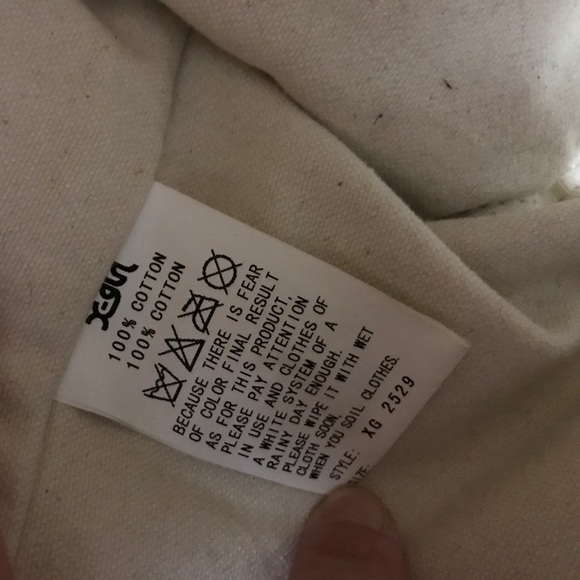 X-girl
100% COTTON
100% COTTON
BECAUSE THERE IS FEAR
OF COLOR FINAL RESULT
AS FOR THIS PRODUCT,
PLEASE PAY ATTENTION
IN USE AND CLOTHES OF
A WHITE SYSTEM OF A
RAINY DAY ENOUGH.
PLEASE WIPE IT WITH WET
CLOTH SOON,
WHEN YOU SOIL CLOTHES.
STYLE: XG 2529